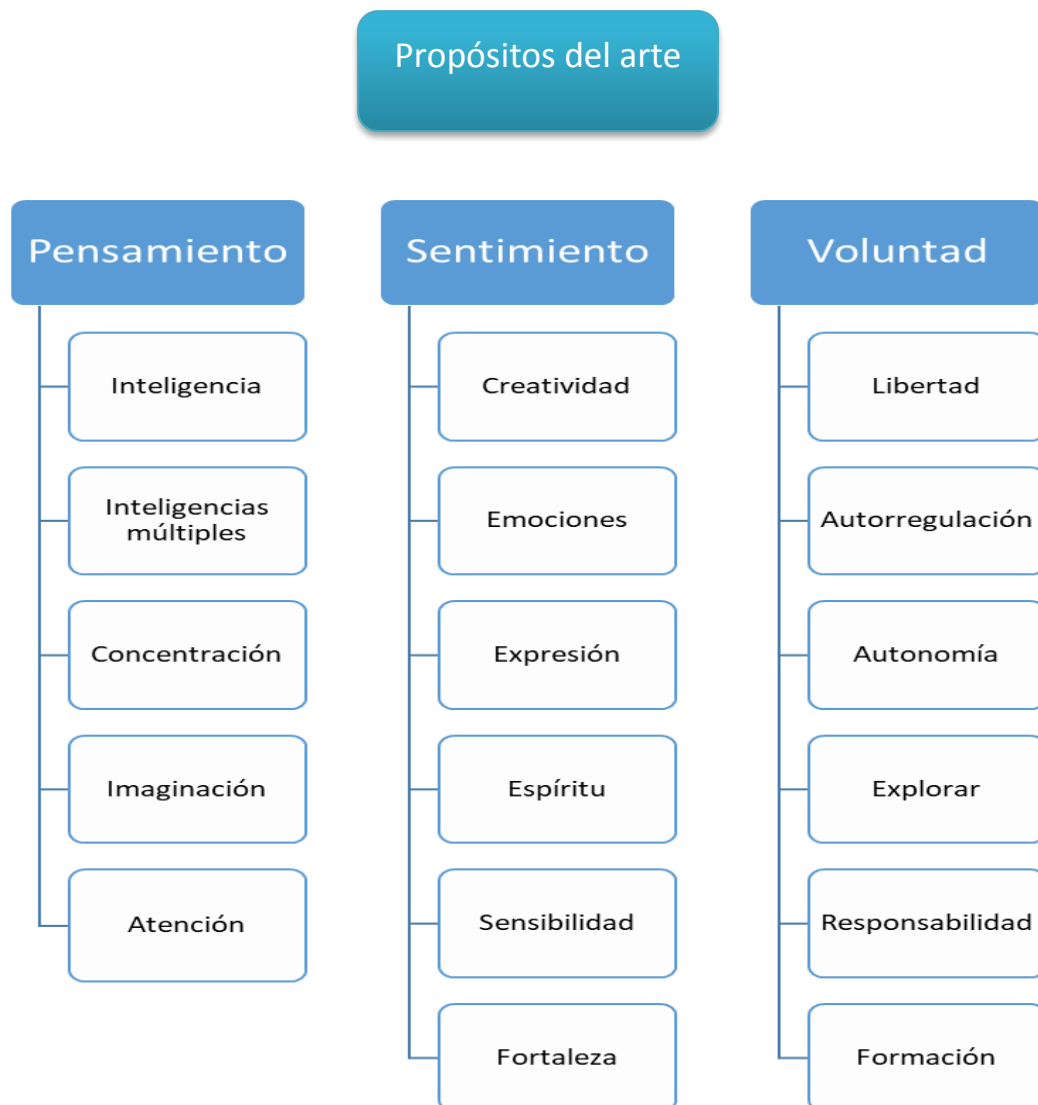 Propósitos del arte
Pensamiento
Inteligencia
Inteligencias
múltiples
Concentración
Imaginación
Atención
Sentimiento
Creatividad
Emociones
Expresión
Espíritu
Sensibilidad
Fortaleza
Voluntad
Libertad
Autorregulación
Autonomía
Explorar
Responsabilidad
Formación